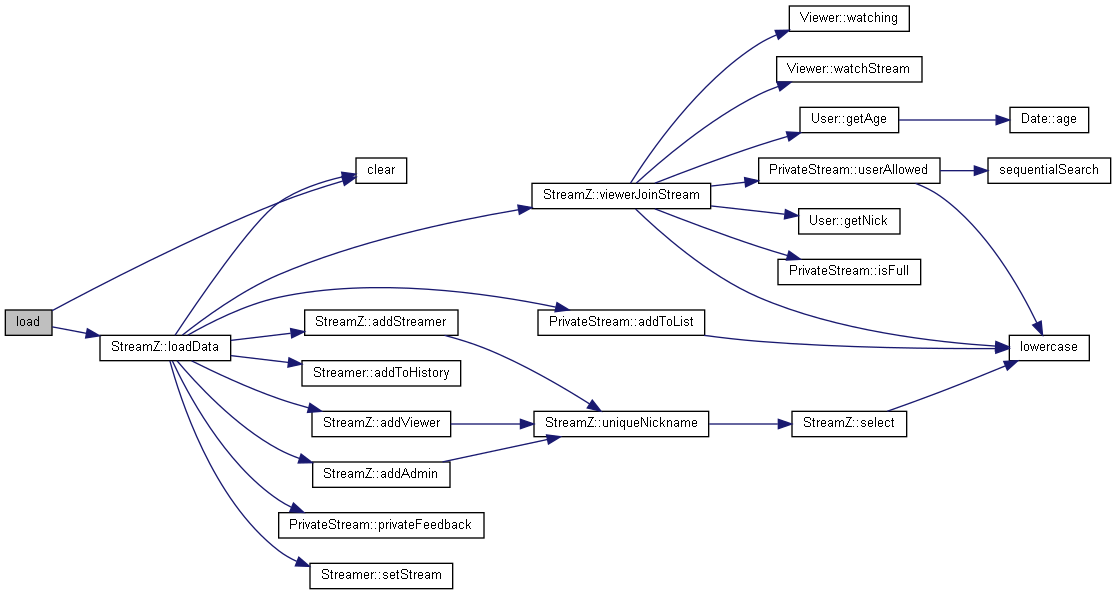 Viewer::watching
Viewer::watchStream
User::getAge
Date::age
clear
PrivateStream::userAllowed
sequentialSearch
StreamZ::viewerJoinStream
User::getNick
PrivateStream::isFull
load
StreamZ::addStreamer
PrivateStream::addToList
StreamZ::loadData
lowercase
Streamer::addToHistory
StreamZ::addViewer
StreamZ::uniqueNickname
StreamZ::select
StreamZ::addAdmin
PrivateStream::privateFeedback
Streamer::setStream